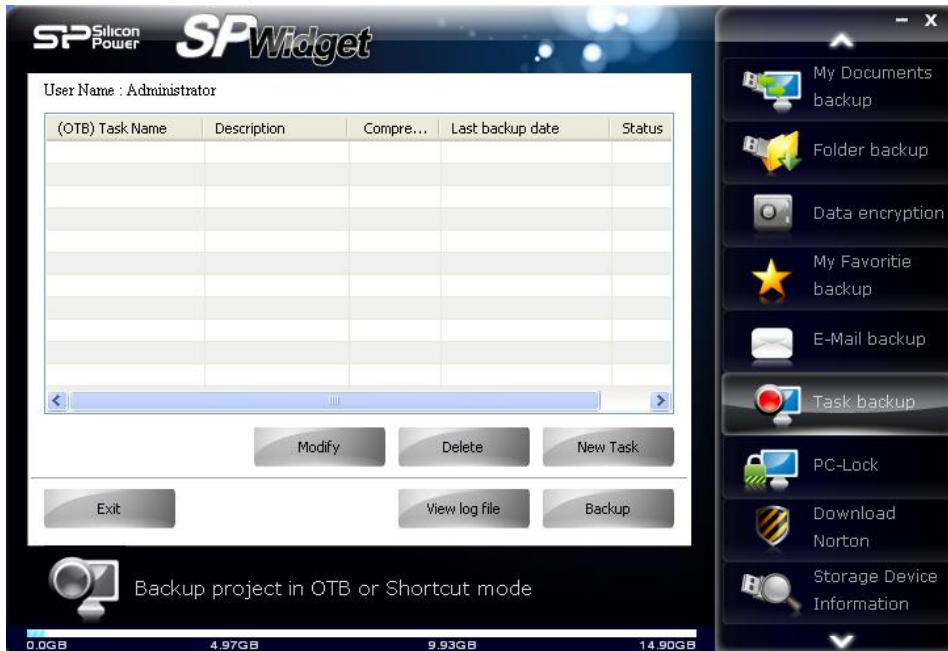 SP Silicon Power
SPWidget
User Name : Administrator
(OTB) Task Name Description Compre... Last backup date Status
Modify Delete New Task
Exit View log file Backup
Backup project in OTB or Shortcut mode
0.0GB 4.97GB 9.93GB 14.90GB
My Documents
backup
Folder backup
Data encryption
My Favoritie
backup
E-Mail backup
Task backup
PC-Lock
Download
Norton
Storage Device
Information